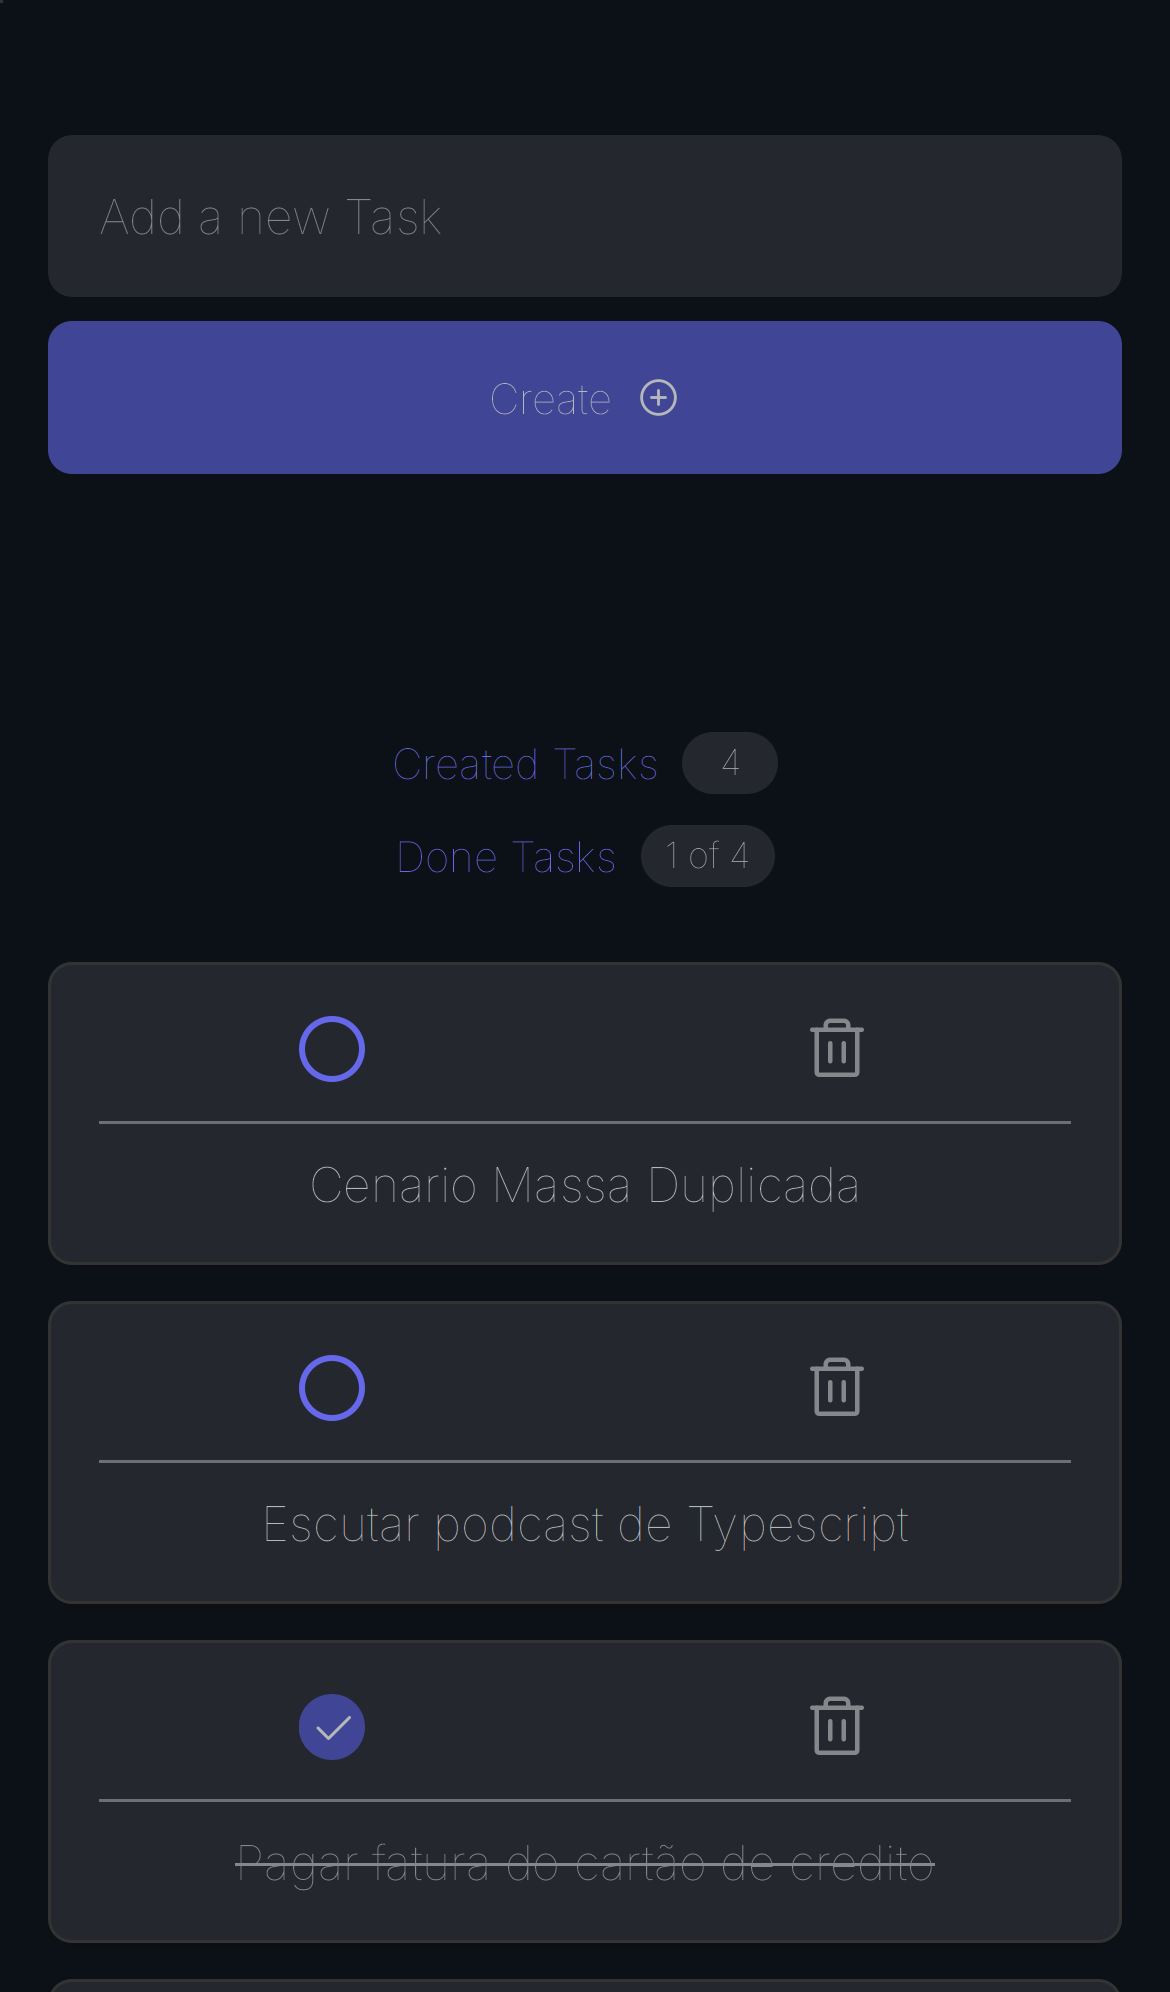 Add a new Task
Create
Created Tasks 4
Done Tasks 1 of 4
Cenario Massa Duplicada
Escutar podcast de Typescript
Pagar fatura do cartão de credito